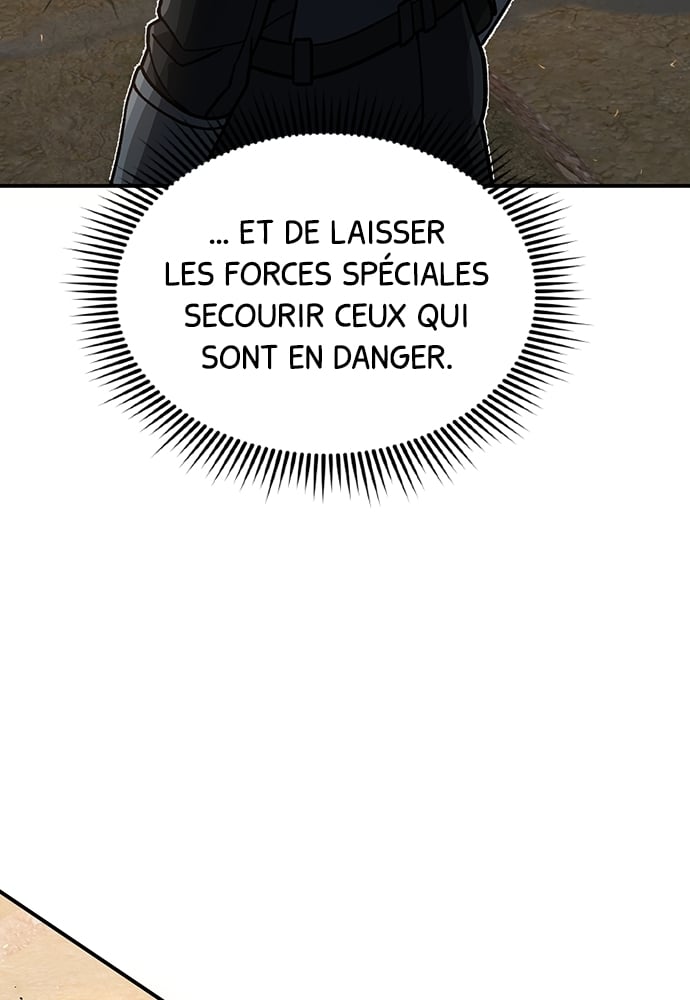 ... ET DE LAISSER
LES FORCES SPÉCIALES
SECOURIR CEUX QUI
SONT EN DANGER.